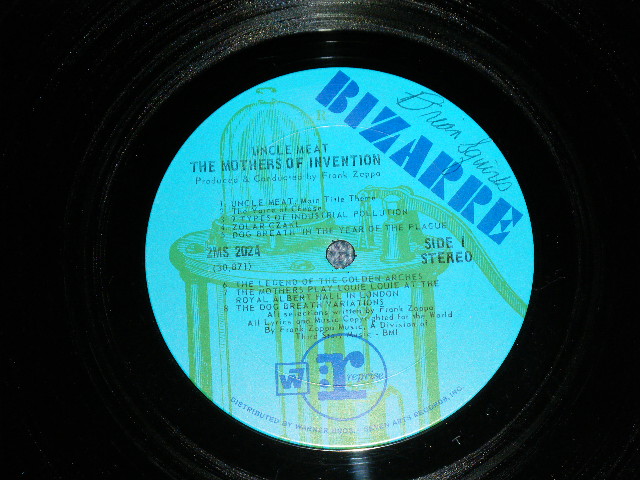 BIZARRE
Brian Squires
UNCLE MEAT
THE MOTHERS OF INVENTION
Produced & Conducted by Frank Zappa
1. UNCLE MEAT: Main Title Theme
2. The Voice of Cheese
3. 9 TYPES OF INDUSTRIAL POLLUTION
4. ZOLAR CZAKL
5. DOG BREATH, IN THE YEAR OF THE PLAGUE
2MS 2024
(30,871)
SIDE 1
STEREO
6. THE LEGEND OF THE GOLDEN ARCHES
THE MOTHERS PLAY LOUIE LOUIE AT THE
ROYAL ALBERT HALL IN LONDON
8. THE DOG BREATH VARIATIONS
All selections written by Frank Zappa
All Lyrics and Music Copyrighted for the World
By Frank Zappa Music, A Division of
Third Story Music - BMI
W7
r:
reprise
DISTRIBUTED BY WARNER BROS. - SEVEN ARTS RECORDS, INC.